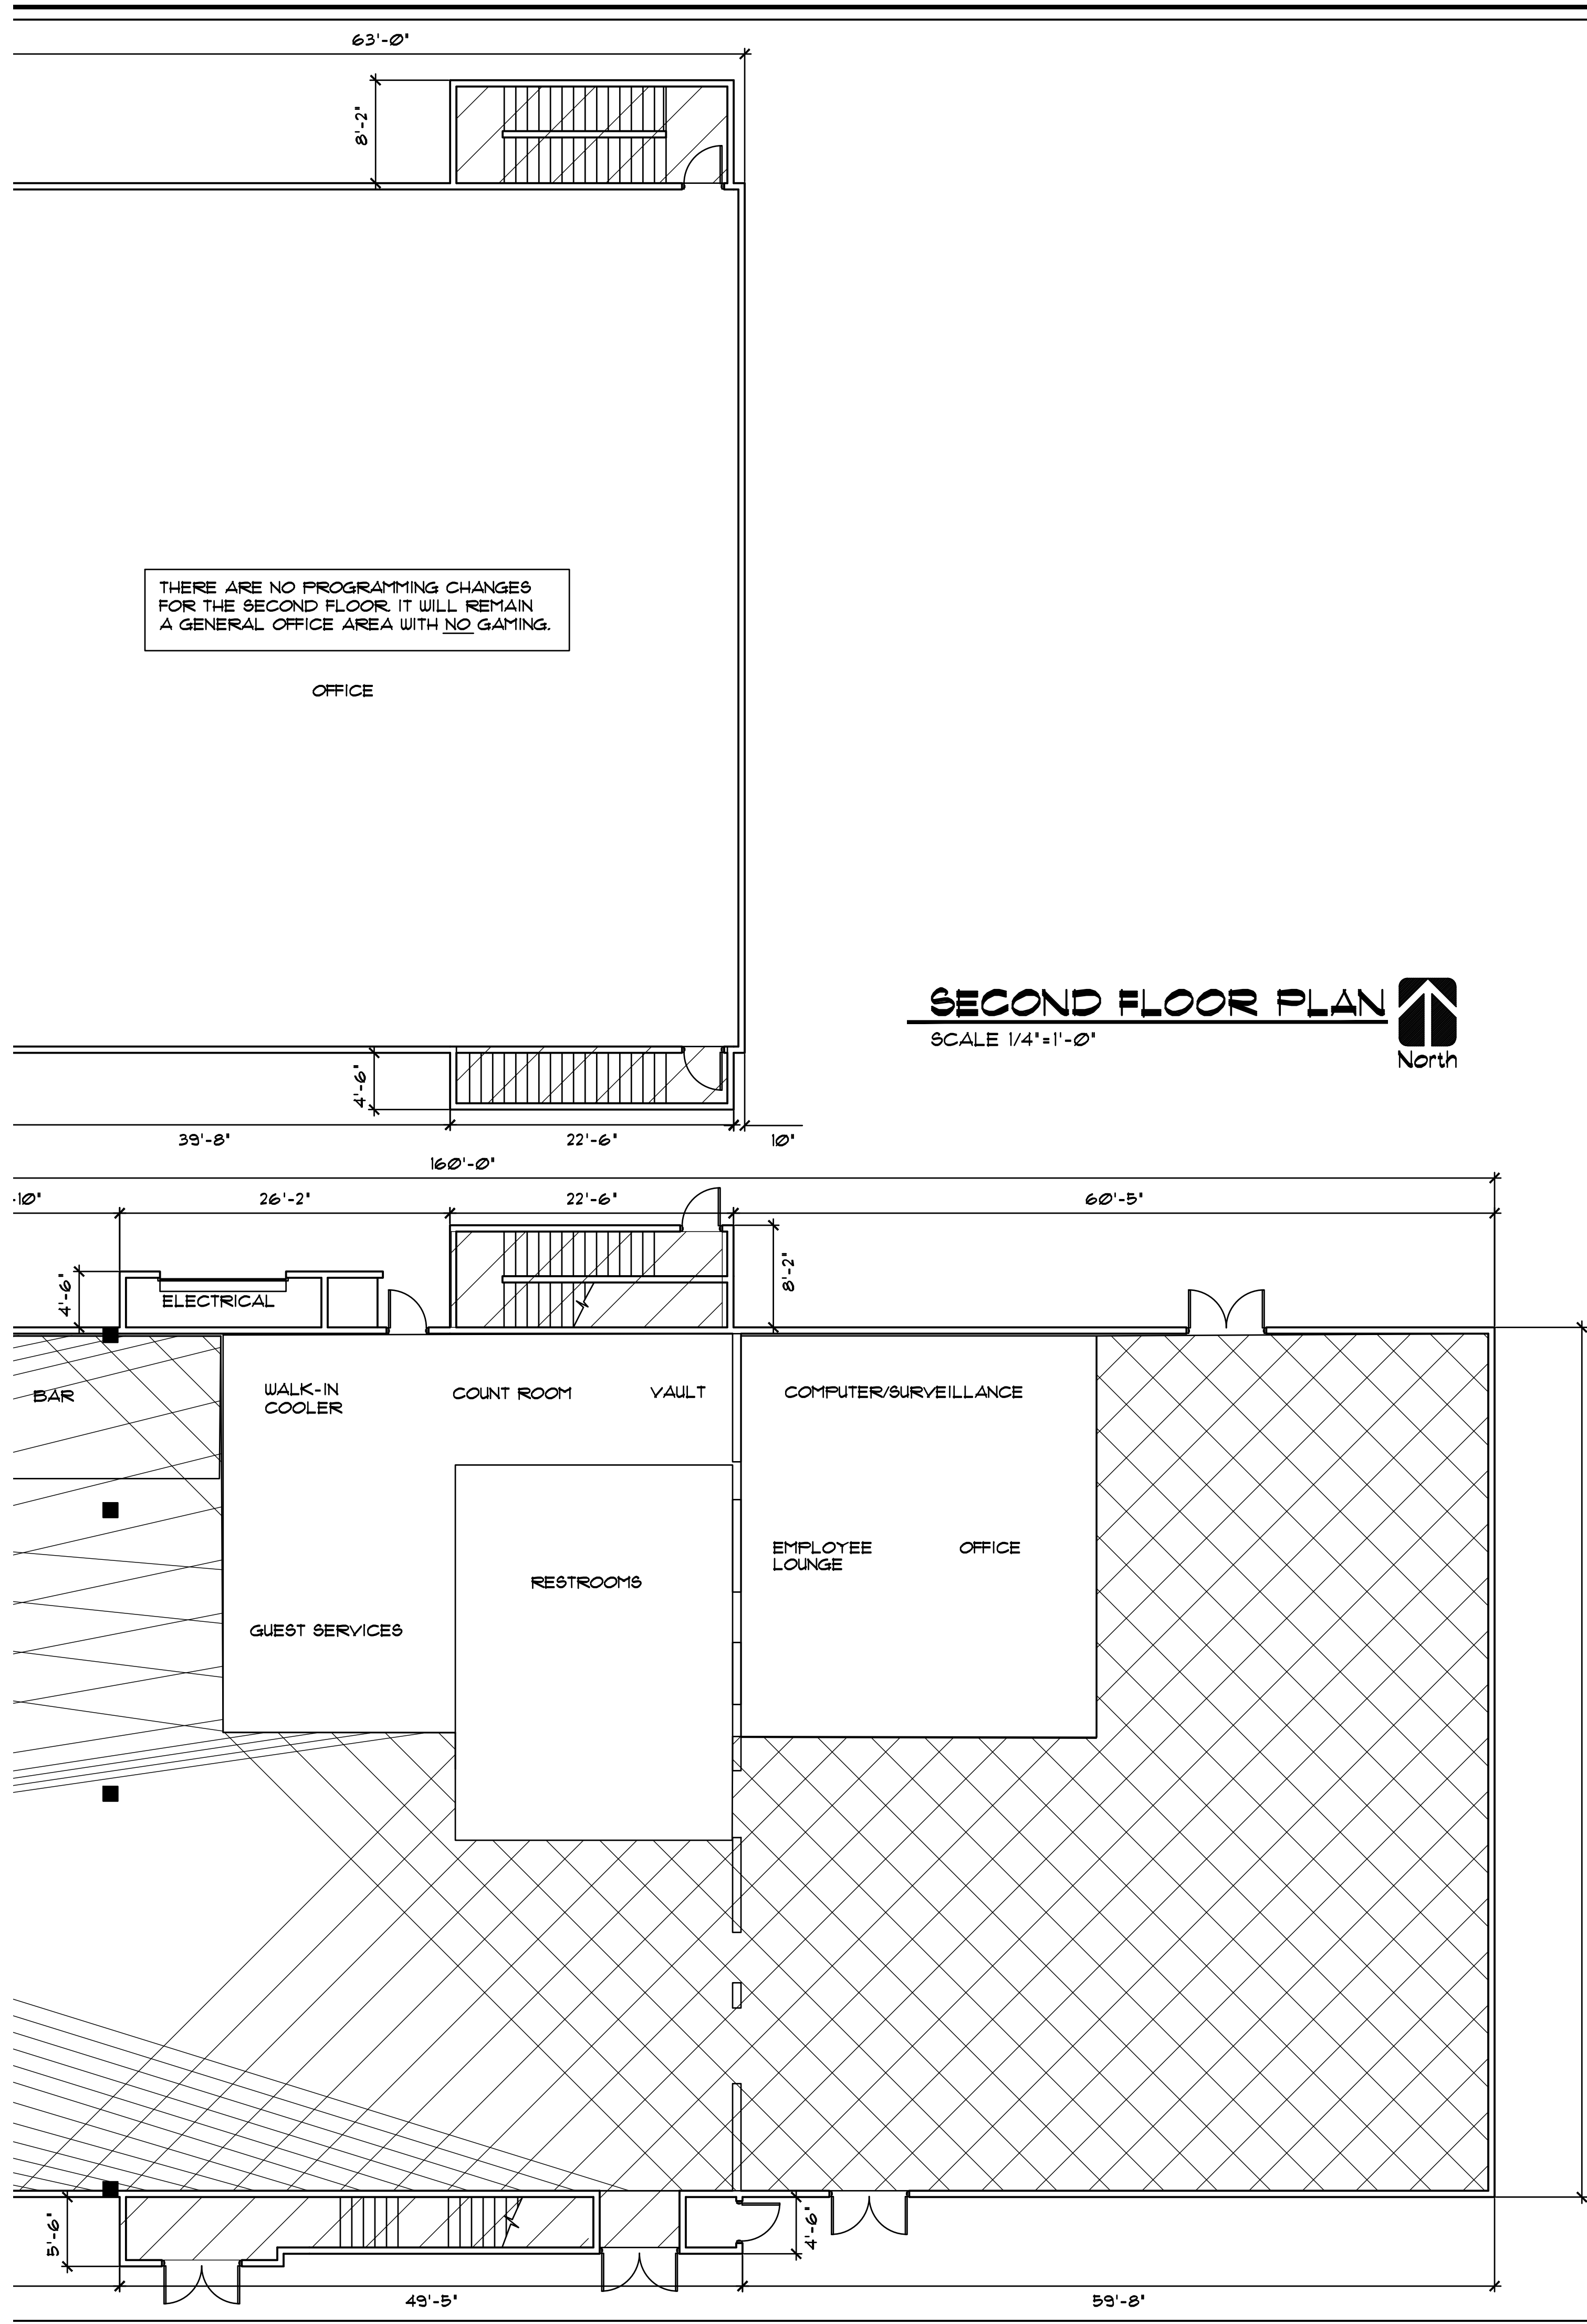 63'-0"
8'-2"
THERE ARE NO PROGRAMMING CHANGES
FOR THE SECOND FLOOR. IT WILL REMAIN
A GENERAL OFFICE AREA WITH NO GAMING.
OFFICE
SECOND FLOOR PLAN
SCALE 1/4"=1'-0"
North
4'-6"
39'-8"
22'-6"
10"
160'-0"
-10"
26'-2"
22'-6"
60'-5"
4'-6"
8'-2"
ELECTRICAL
BAR
WALK-IN
COOLER
COUNT ROOM
VAULT
COMPUTER/SURVEILLANCE
EMPLOYEE
LOUNGE
OFFICE
RESTROOMS
GUEST SERVICES
5'-6"
4'-6"
49'-5"
59'-8"